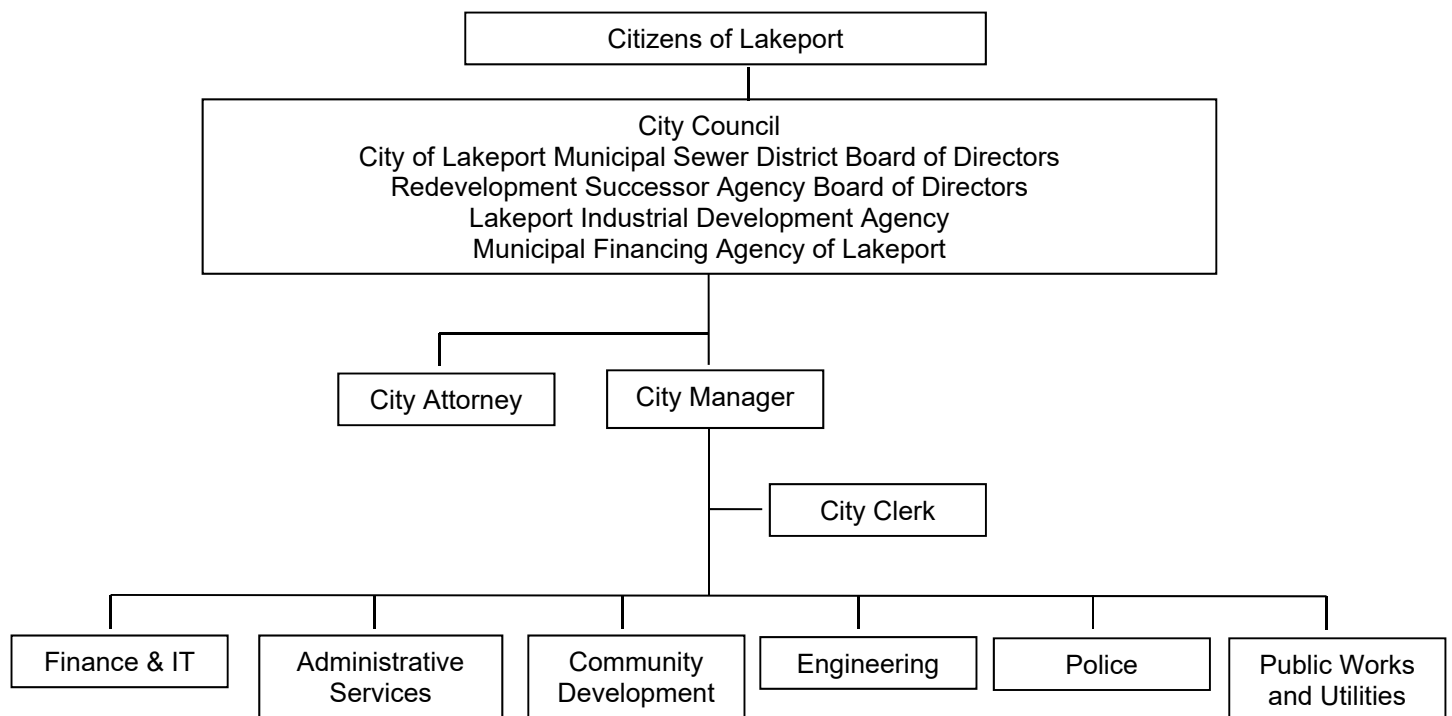 Citizens of Lakeport
City Council
City of Lakeport Municipal Sewer District Board of Directors
Redevelopment Successor Agency Board of Directors
Lakeport Industrial Development Agency
Municipal Financing Agency of Lakeport
City Attorney
City Manager
City Clerk
Finance & IT
Administrative
Services
Community
Development
Engineering
Police
Public Works
and Utilities